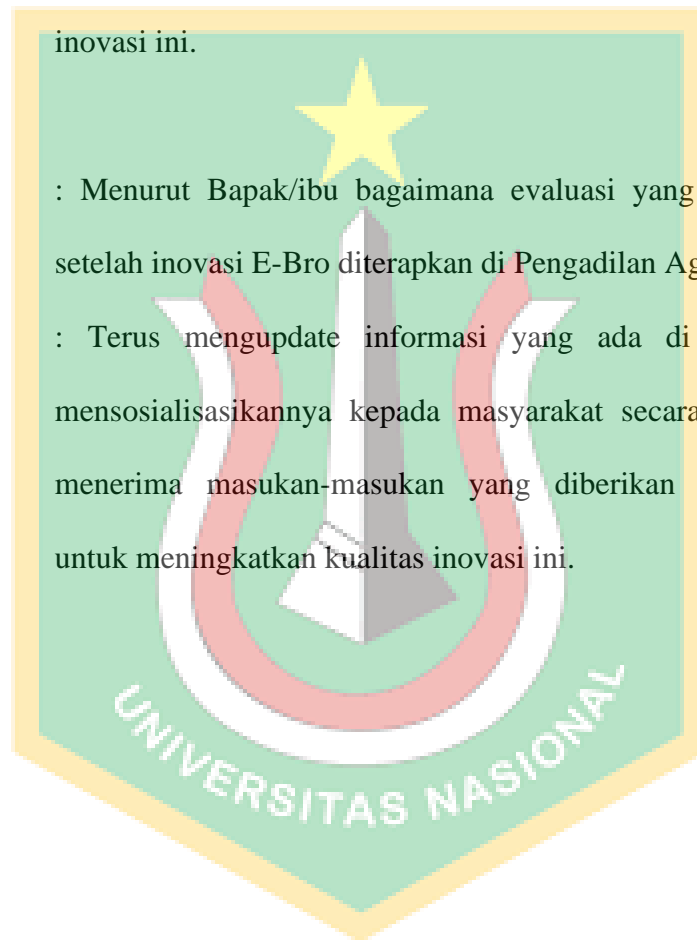 inovasi ini.
: Menurut Bapak/ibu bagaimana evaluasi yang
setelah inovasi E-Bro diterapkan di Pengadilan Ag
: Terus mengupdate informasi yang ada di
mensosialisasikannya kepada masyarakat secara
menerima masukan-masukan yang diberikan
untuk meningkatkan kualitas inovasi ini.
UNIVERSITAS NASIONAL